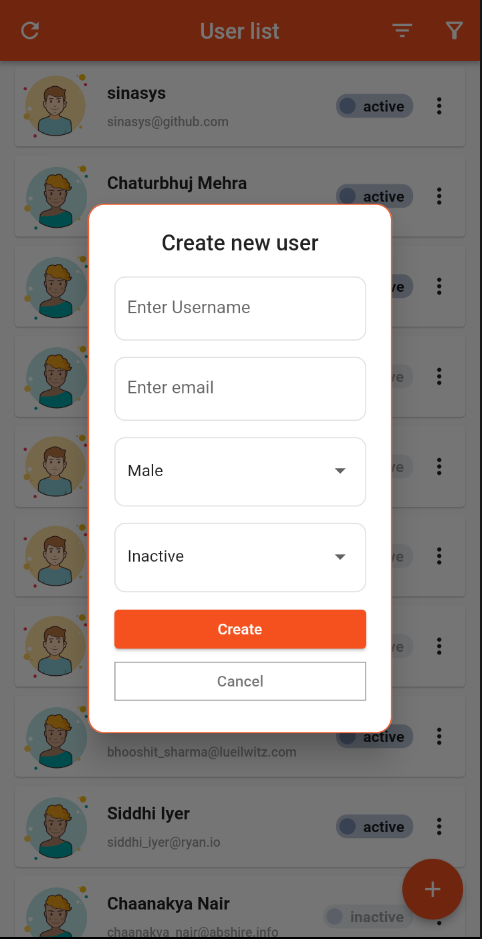 User list
sinasys
active
sinasys@github.com
Chaturbhuj Mehra
active
Create new user
Enter Username
Enter email
Male
Inactive
Create
Cancel
active
bhooshit_sharma@lueilwitz.com
Siddhi Iyer
active
siddhi_iyer@ryan.io
Chaanakya Nair
inactive
chaanakya_nair@abshire.info